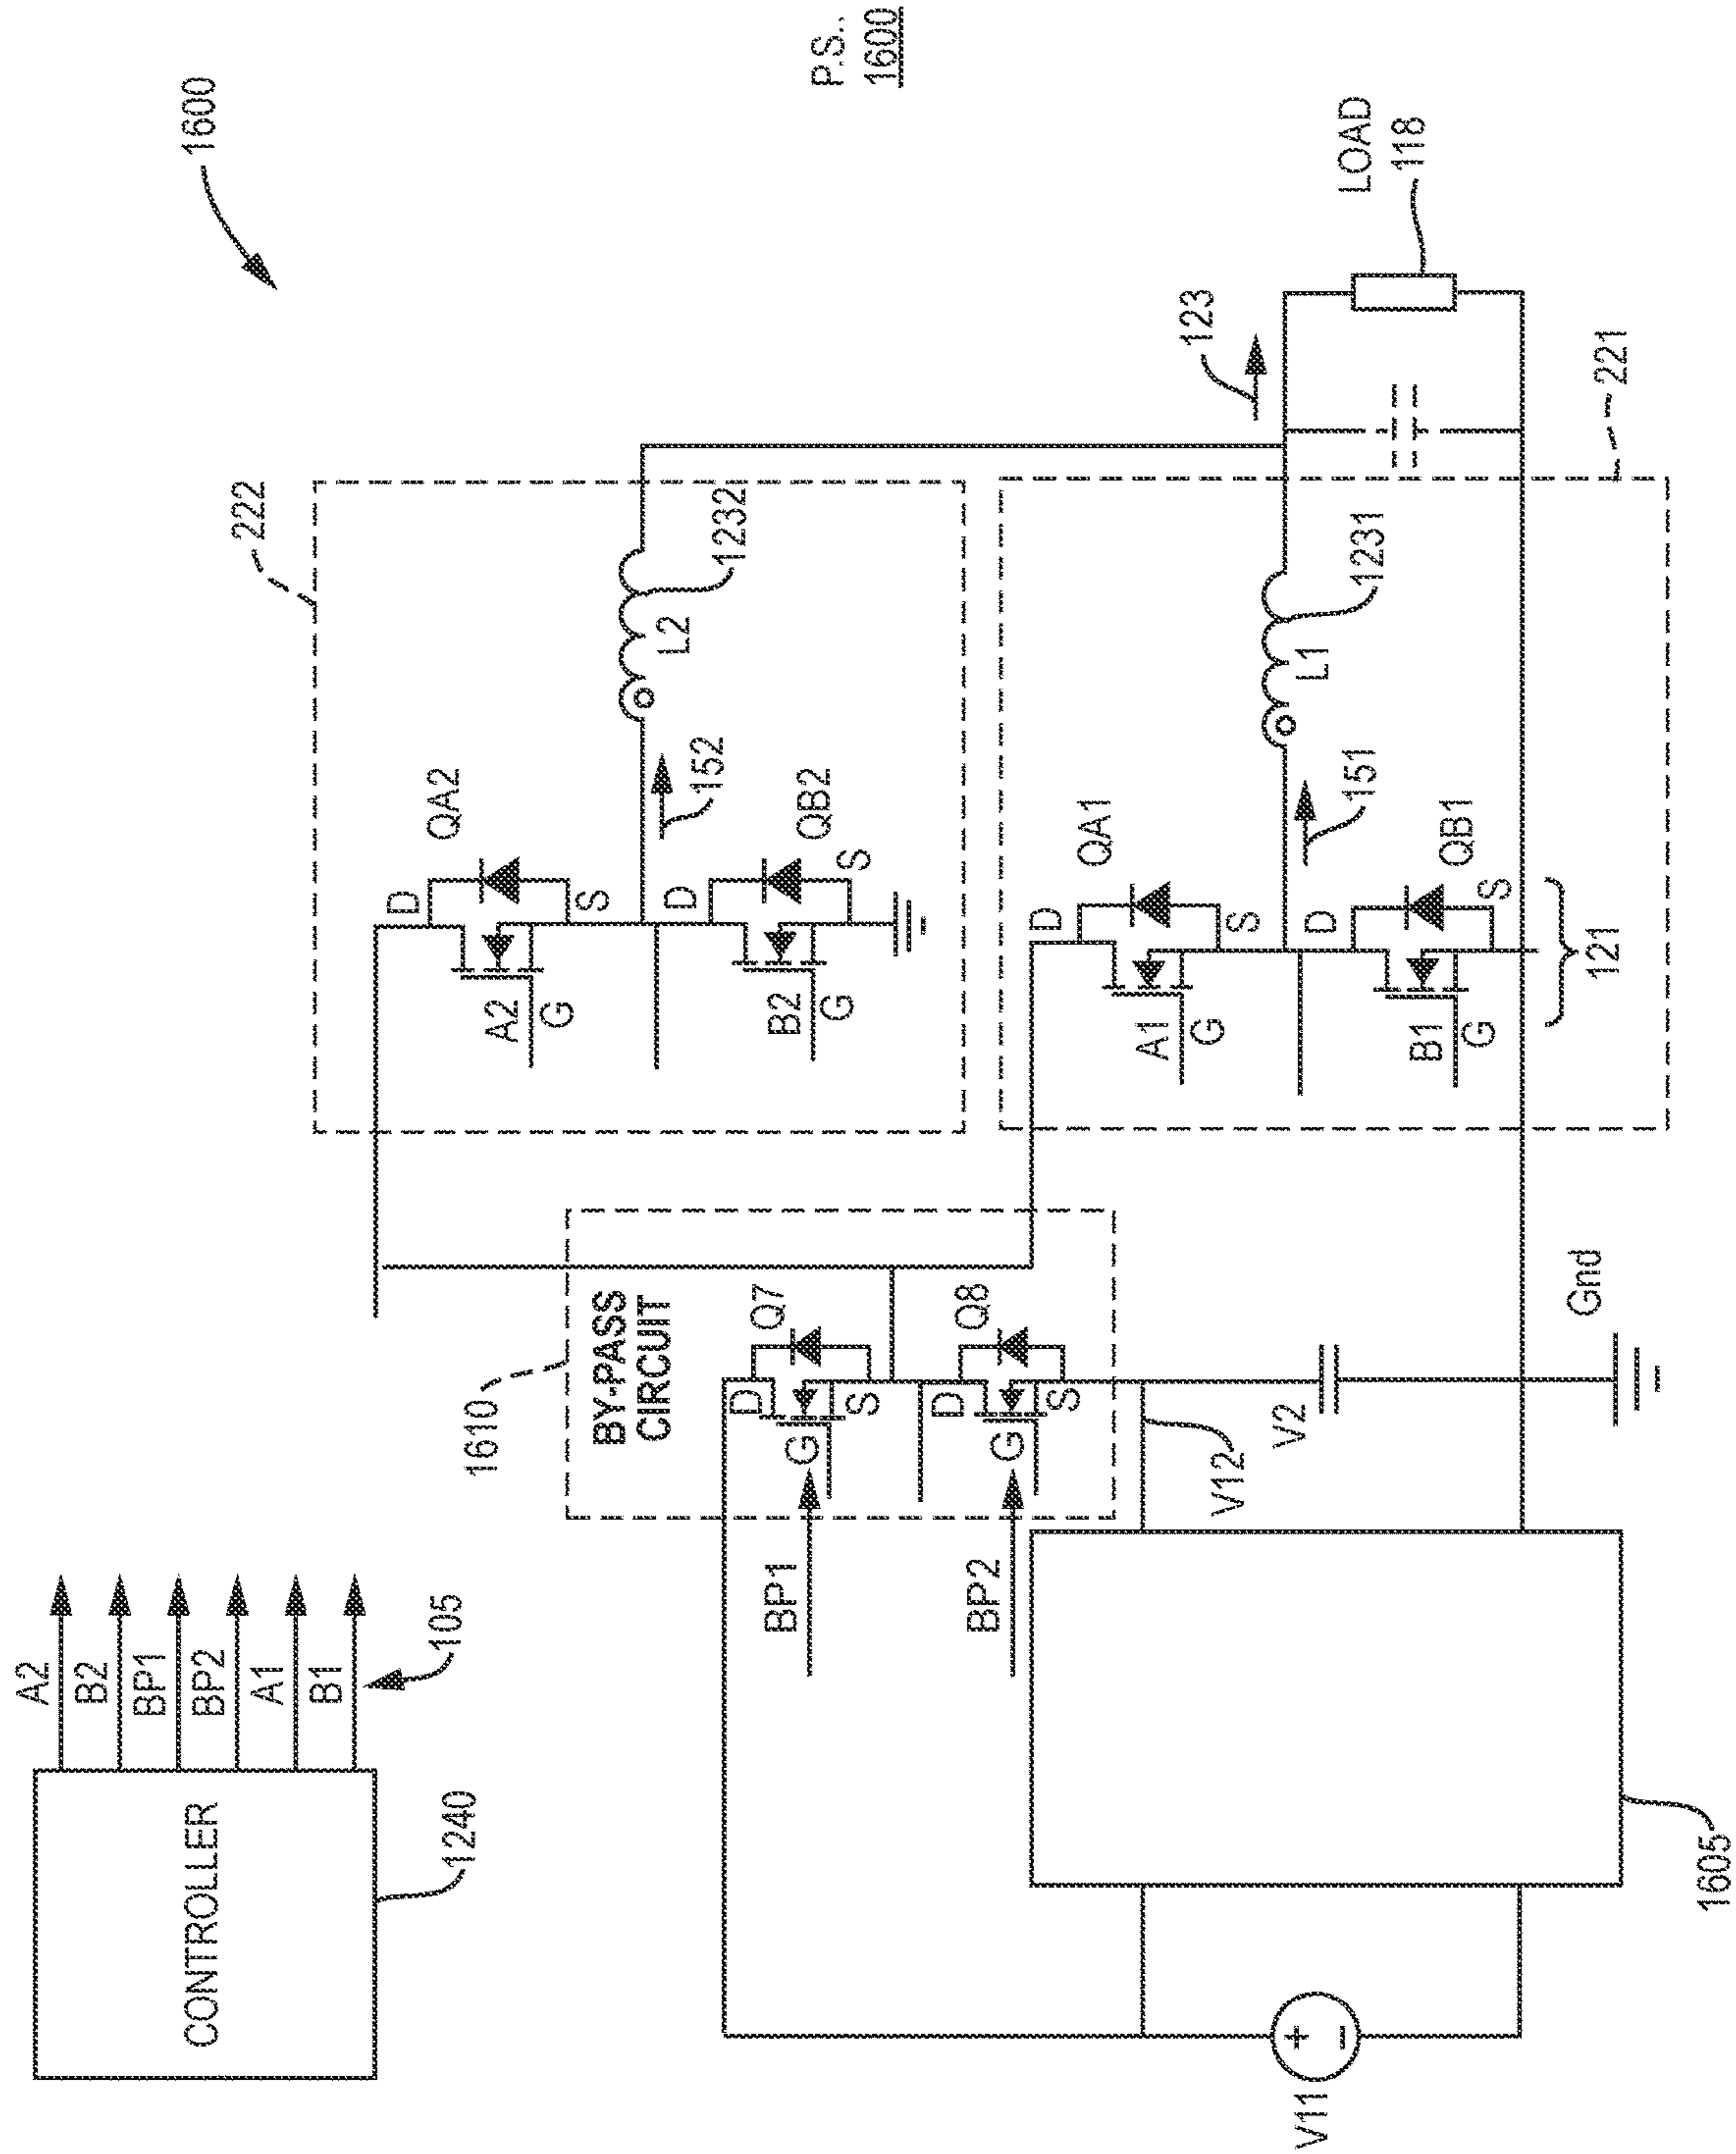 1600
P.S..
1600
CONTROLLER
1240
A2
B2
BP1
BP2
A1
B1
105
222
QA2
D
S
A2
G
152
L2
1232
D
QB2
S
B2
G
1610
BY-PASS
CIRCUIT
Q7
D
G
S
BP1
Q8
D
G
S
BP2
V12
V2
Gnd
QA1
D
S
A1
G
151
L1
1231
D
QB1
S
B1
G
121
123
LOAD
118
221
V11
+
–
1605